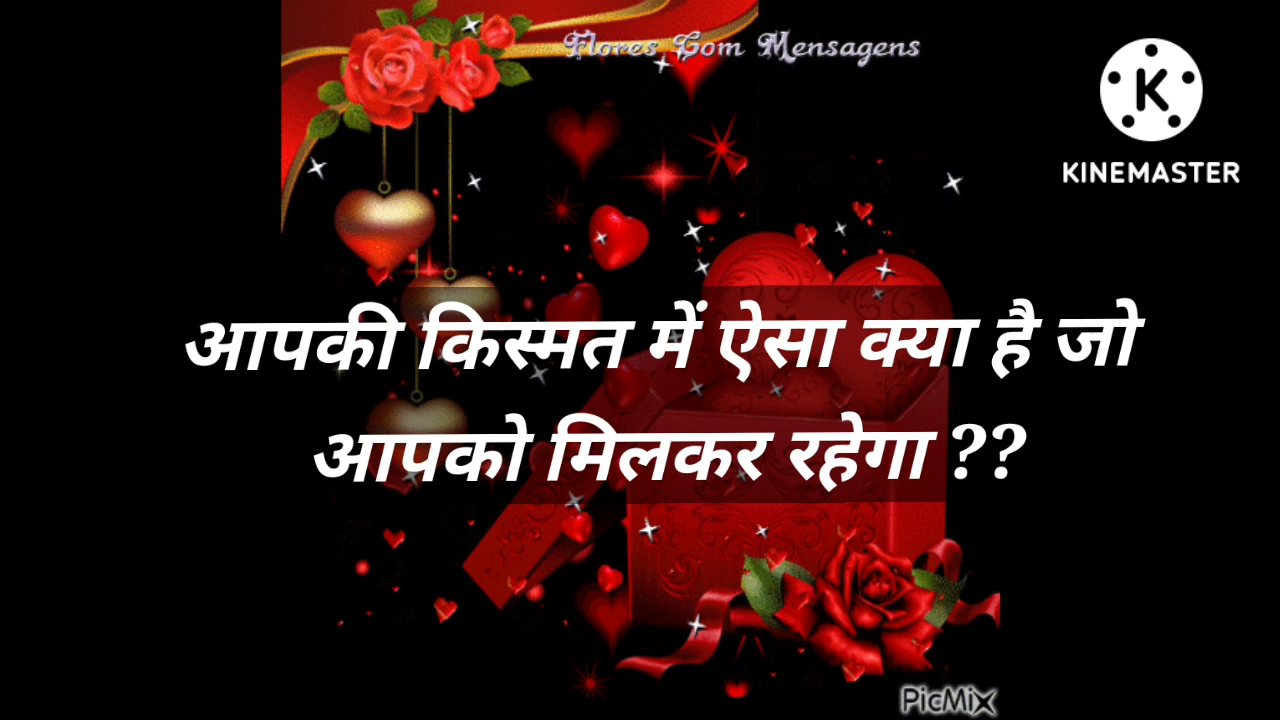 Flores Com Mensagens
KINEMASTER
आपकी किस्मत में ऐसा क्या है जो
आपको मिलकर रहेगा ??
PicMix